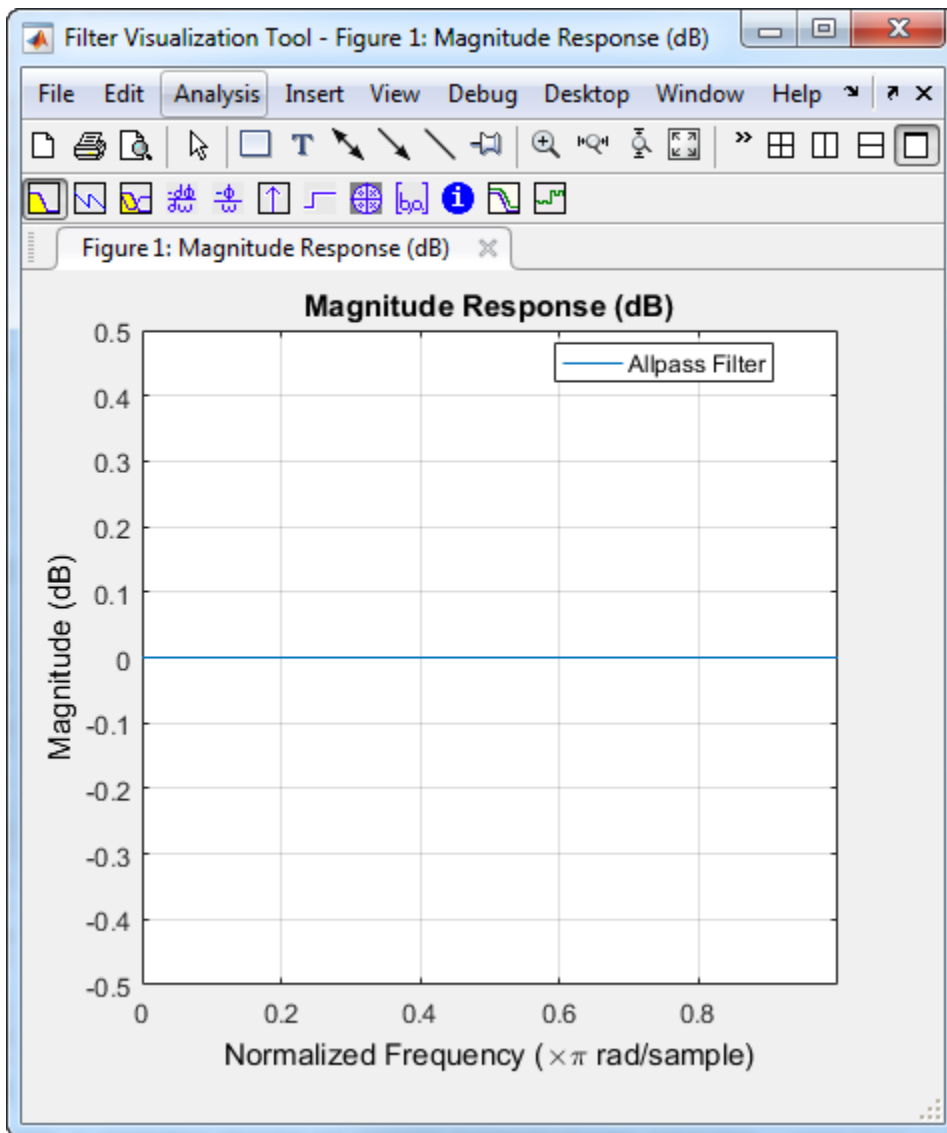 Filter Visualization Tool - Figure 1: Magnitude Response (dB)
File Edit Analysis Insert View Debug Desktop Window Help
Figure 1: Magnitude Response (dB)
Magnitude Response (dB)
Allpass Filter
0.5
0.4
0.3
0.2
0.1
0
-0.1
-0.2
-0.3
-0.4
-0.5
Magnitude (dB)
0 0.2 0.4 0.6 0.8
Normalized Frequency (×π rad/sample)